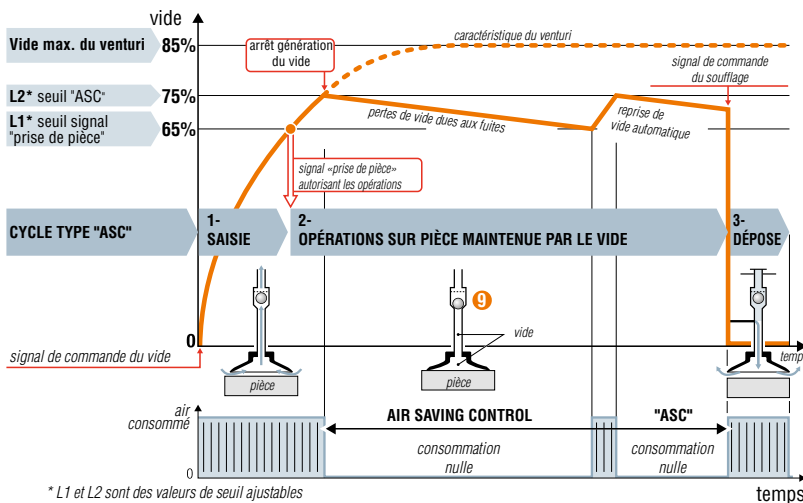 vide
Vide max. du venturi
85%
arrêt génération
du vide
caractéristique du venturi
signal de commande
du soufflage
L2* seuil "ASC"
75%
L1* seuil signal
"prise de pièce"
65%
pertes de vide dues aux fuites
reprise de
vide automatique
signal «prise de pièce»
autorisant les opérations
CYCLE TYPE "ASC"
1-
SAISIE
2-
OPÉRATIONS SUR PIÈCE MAINTENUE PAR LE VIDE
3-
DÉPOSE
9
vide
0
signal de commande du vide
temps
pièce
pièce
air
consommé
AIR SAVING CONTROL
"ASC"
consommation
nulle
consommation
nulle
0
* L1 et L2 sont des valeurs de seuil ajustables
temps